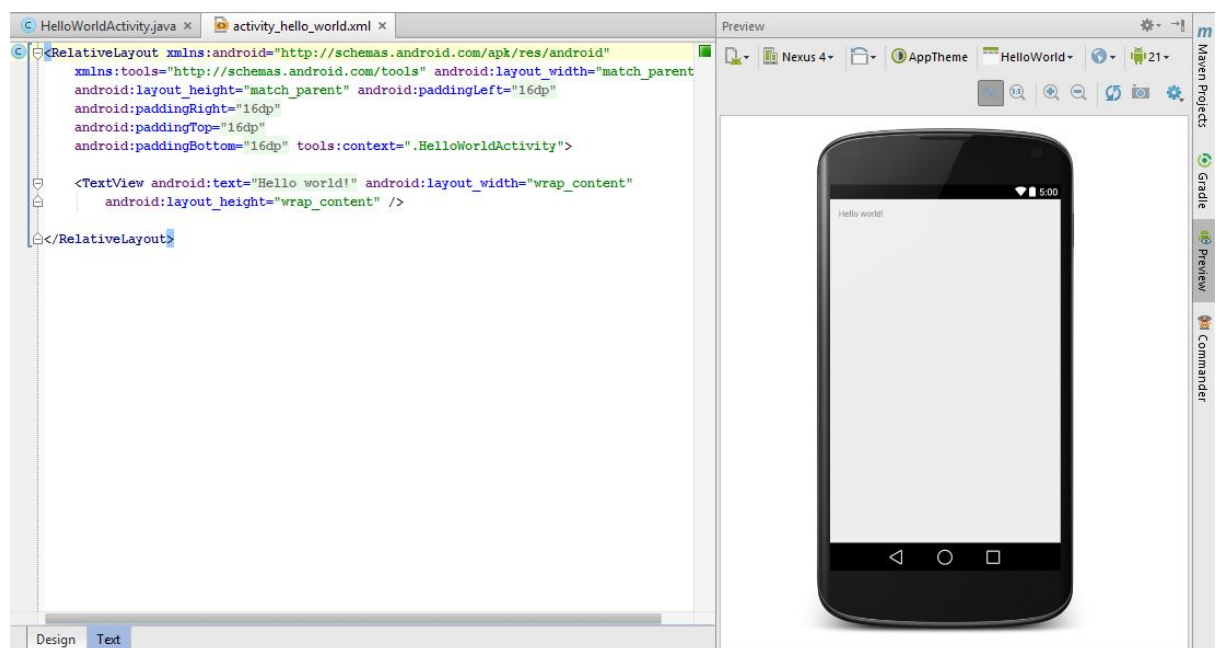 HelloWorldActivity.java
activity_hello_world.xml
<RelativeLayout xmlns:android="http://schemas.android.com/apk/res/android"
xmlns:tools="http://schemas.android.com/tools" android:layout_width="match_parent
android:layout_height="match_parent" android:paddingLeft="16dp"
android:paddingRight="16dp"
android:paddingTop="16dp"
android:paddingBottom="16dp" tools:context=".HelloWorldActivity">
<TextView android:text="Hello world!" android:layout_width="wrap_content"
android:layout_height="wrap_content" />
</RelativeLayout>
Design Text
Preview
Nexus 4 AppTheme HelloWorld 21
5:00
Hello world!
Maven Projects
Gradle
Preview
Commander